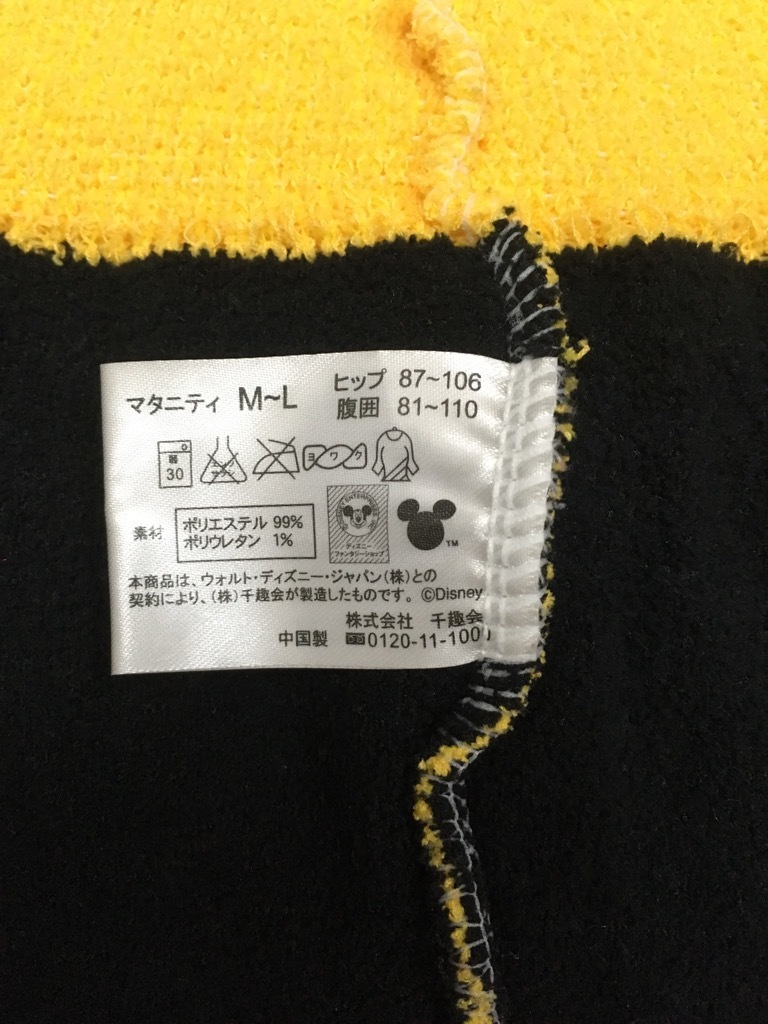 マタニティ M~L
ヒップ 87~106
腹囲 81~110
器
30
ヨワク
素材
ポリエステル 99%
ポリウレタン 1%
ディズニー
ファンタジーショップ
TM
本商品は、ウォルト・ディズニー・ジャパン(株)との
契約により、(株)千趣会が製造したものです。©Disney
株式会社 千趣会
中国製 0120-11-1000